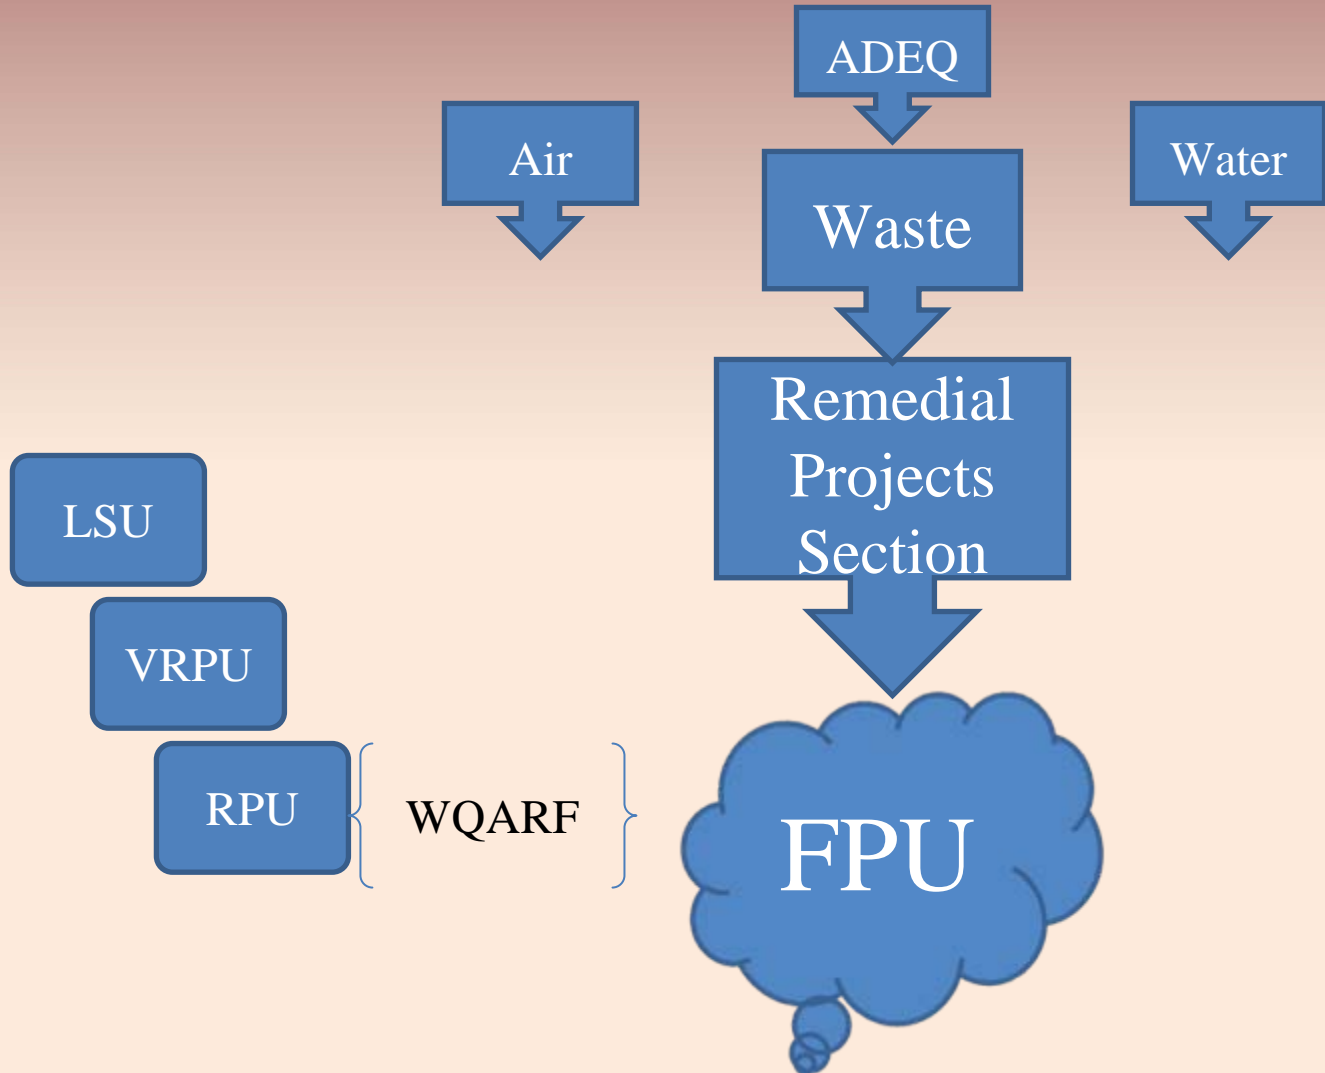 ADEQ
Air
Waste
Water
Remedial
Projects
Section
LSU
VRPU
RPU
WQARF
FPU